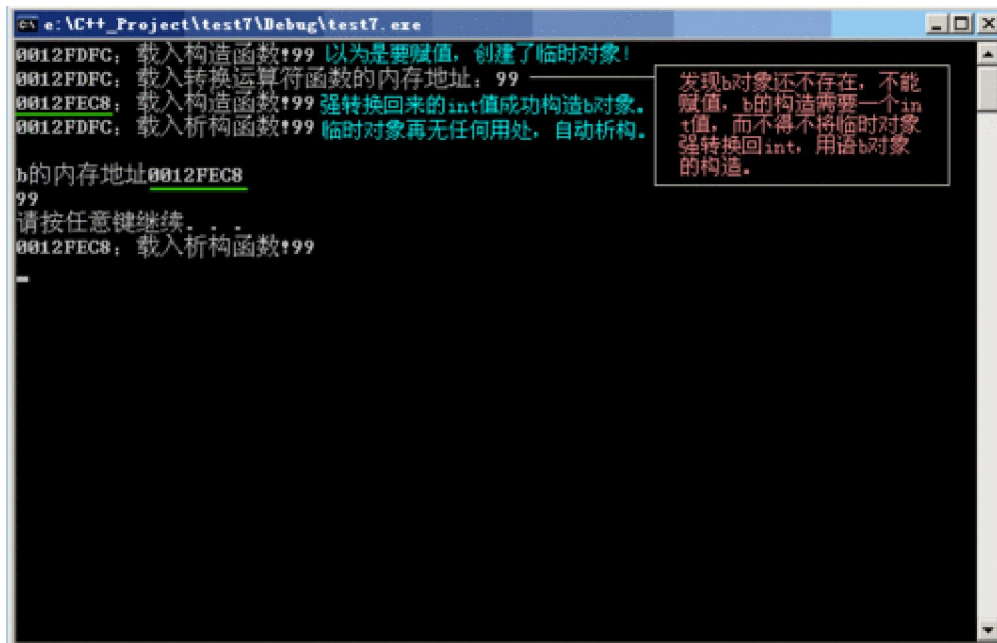 e:\C++_Project\test7\Debug\test7.exe
0012FDFC：载入构造函数!99 以为是要赋值，创建了临时对象！
0012FDFC：载入转换运算符函数的内存地址：99
0012FEC8：载入构造函数!99 强转换回来的int值成功构造b对象。
0012FDFC：载入析构函数!99 临时对象再无任何用处，自动析构。
发现b对象还不存在，不能
赋值，b的构造需要一个in
t值，而不得不将临时对象
强转换回int，用语b对象
的构造。
b的内存地址0012FEC8
99
请按任意键继续. . .
0012FEC8：载入析构函数!99